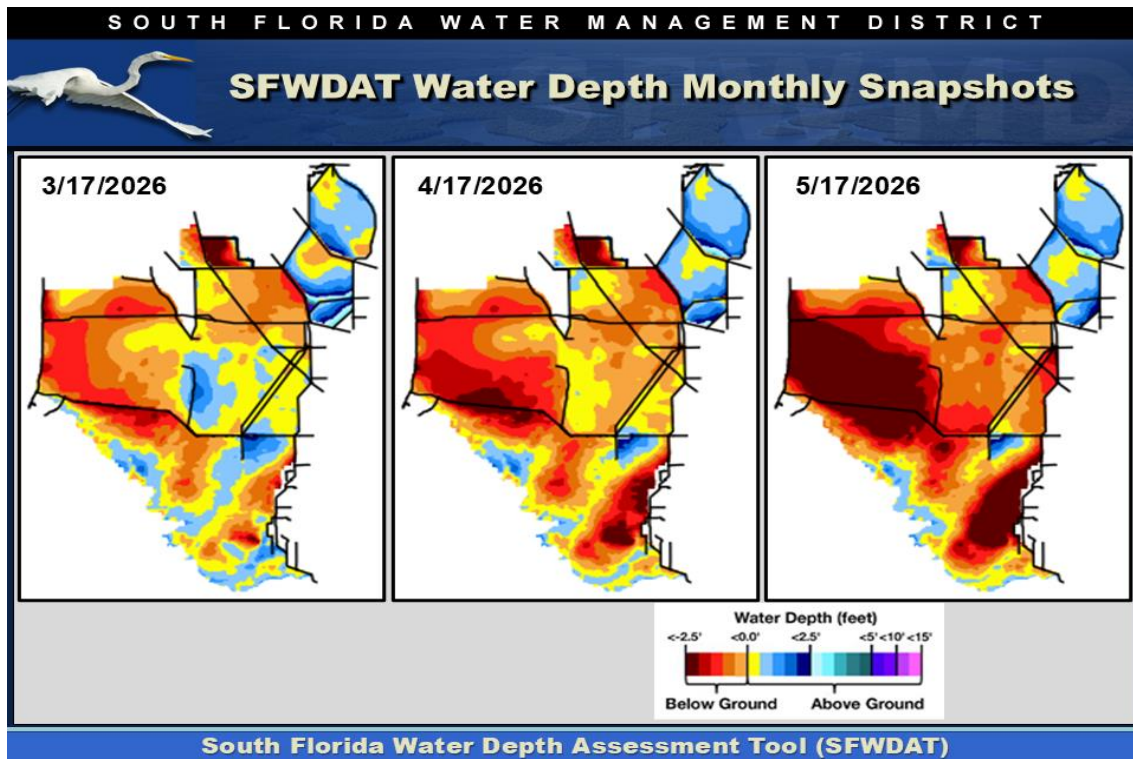 SOUTH FLORIDA WATER MANAGEMENT DISTRICT
SFWDAT Water Depth Monthly Snapshots
3/17/2026
4/17/2026
5/17/2026
Water Depth (feet)
<-2.5' <0.0' <2.5' <5' <10' <15'
Below Ground Above Ground
South Florida Water Depth Assessment Tool (SFWDAT)